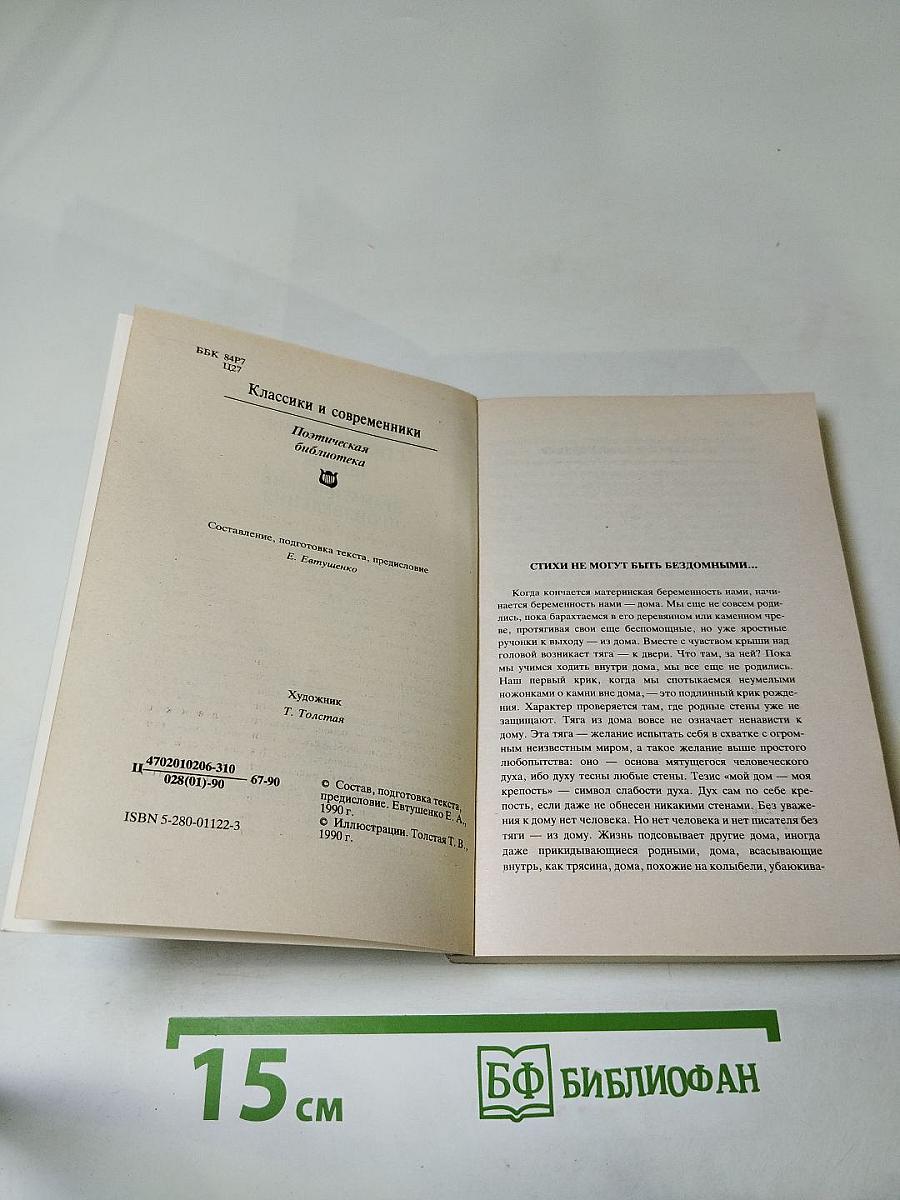 ББК 84Р7
Ц27
Классики и современники
Поэтическая
библиотека
Составление, подготовка текста, предисловие
Е. Евтушенко
Художник
Т. Толстая
Ц 4702010206-310 67-90
028(01)-90
ISBN 5-280-01122-3
© Состав, подготовка текста,
предисловие. Евтушенко Е. А.,
1990 г.
© Иллюстрации. Толстая Т. В.,
1990 г.
СТИХИ НЕ МОГУТ БЫТЬ БЕЗДОМНЫМИ...
Когда кончается материнская беременность нами, начи-
нается беременность нами — дома. Мы еще не совсем роди-
лись, пока барахтаемся в его деревянном или каменном чре-
ве, протягивая свои еще беспомощные, но уже яростные
ручонки к выходу — из дома. Вместе с чувством крыши над
головой возникает тяга — к двери. Что там, за ней? Пока
мы учимся ходить внутри дома, мы все еще не родились.
Наш первый крик, когда мы спотыкаемся неумелыми
ножонками о камни вне дома, — это подлинный крик рожде-
ния. Характер проверяется там, где родные стены уже не
защищают. Тяга из дома вовсе не означает ненависти к
дому. Эта тяга — желание испытать себя в схватке с огром-
ным неизвестным миром, а такое желание выше простого
любопытства: оно — основа мятущегося человеческого
духа, ибо духу тесны любые стены. Тезис «мой дом — моя
крепость» — символ слабости духа. Дух сам по себе кре-
пость, если даже не обнесен никакими стенами. Без уваже-
ния к дому нет человека. Но нет человека и нет писателя без
тяги — из дому. Жизнь подсовывает другие дома, иногда
даже прикидывающиеся родными, дома, всасывающие
внутрь, как трясина, дома, похожие на колыбели, убаюкива-
15 см
БФ БИБЛИОФАН